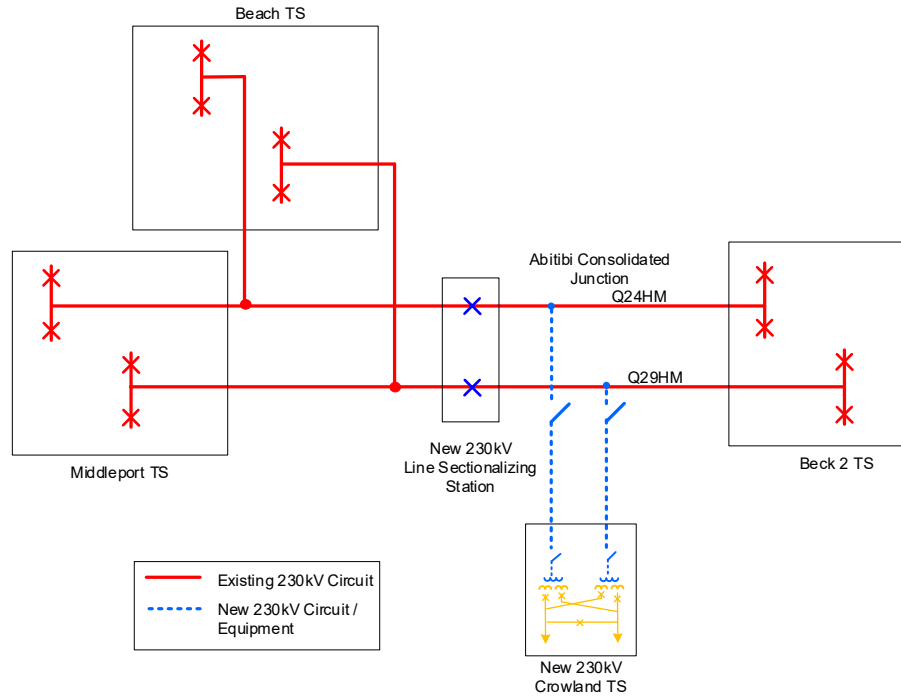 Beach TS
Abitibi Consolidated
Junction
Q24HM
Q29HM
Middleport TS
New 230kV
Line Sectionalizing
Station
Beck 2 TS
Existing 230kV Circuit
New 230kV Circuit /
Equipment
New 230kV
Crowland TS